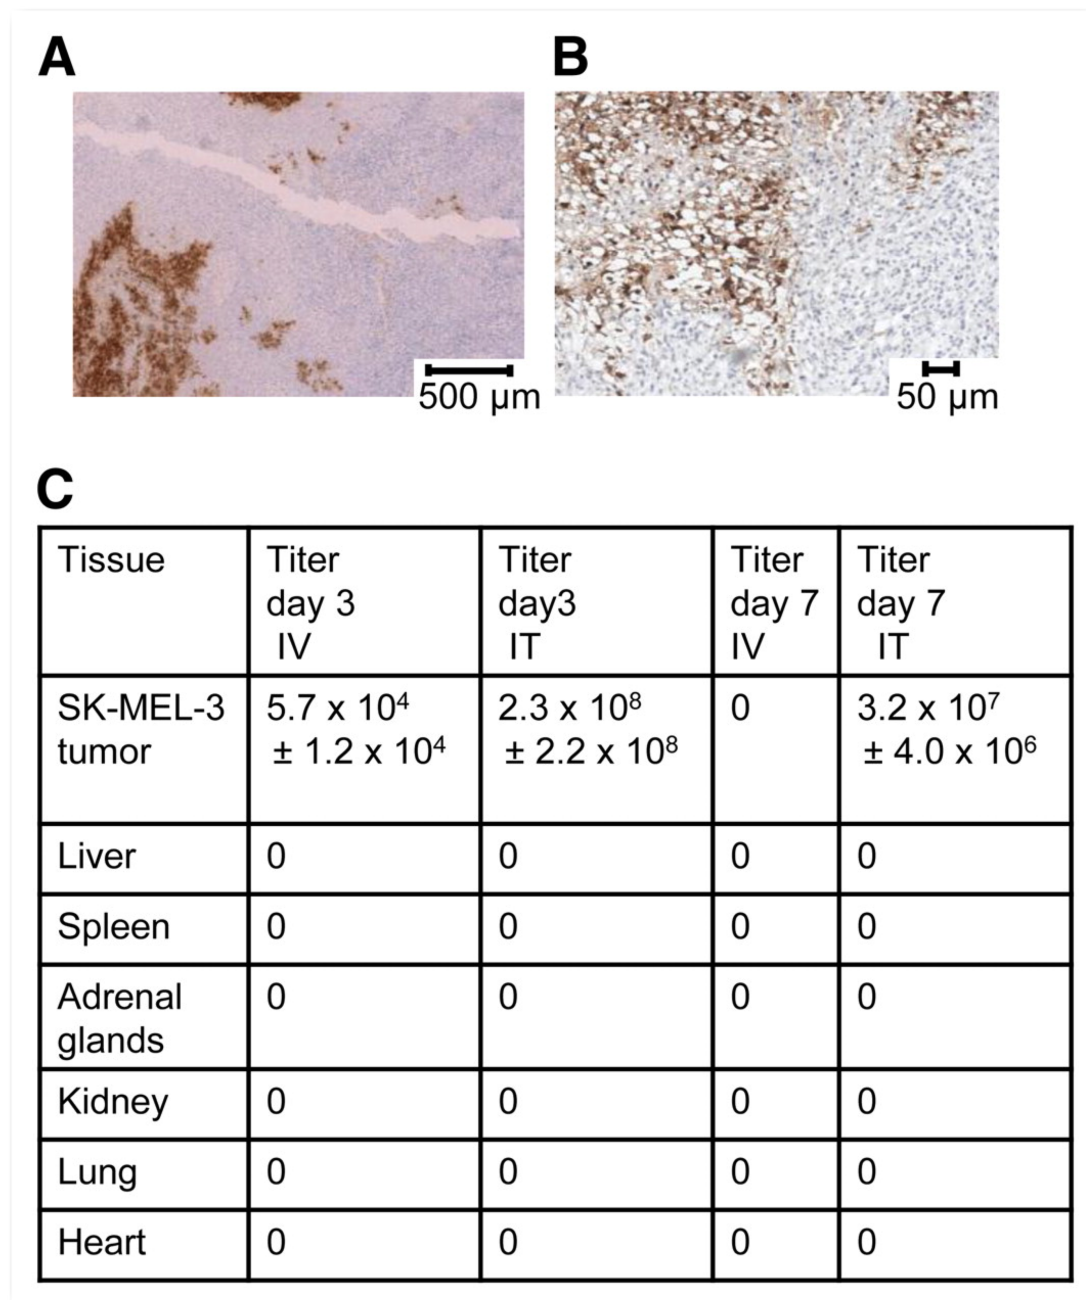 A
B
500 µm
50 µm
C
Tissue
Titer
day 3
IV
Titer
day3
IT
Titer
day 7
IV
Titer
day 7
IT
SK-MEL-3
tumor
5.7 x 10⁴
± 1.2 x 10⁴
2.3 x 10⁸
± 2.2 x 10⁸
0
3.2 x 10⁷
± 4.0 x 10⁶
Liver
0
0
0
0
Spleen
0
0
0
0
Adrenal
glands
0
0
0
0
Kidney
0
0
0
0
Lung
0
0
0
0
Heart
0
0
0
0